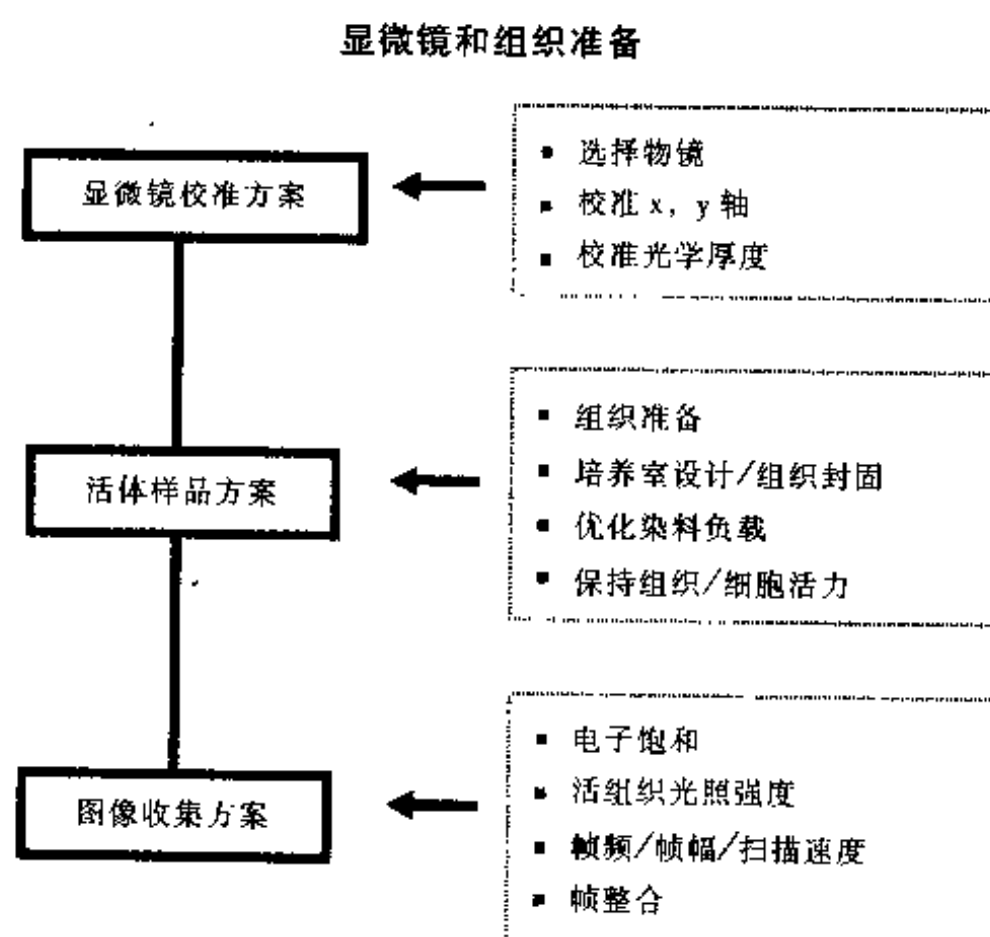 显微镜和组织准备
显微镜校准方案
选择物镜
校准 x, y 轴
校准光学厚度
活体样品方案
组织准备
培养室设计/组织封固
优化染料负载
保持组织/细胞活力
图像收集方案
电子饱和
活组织光照强度
帧频/帧幅/扫描速度
帧整合